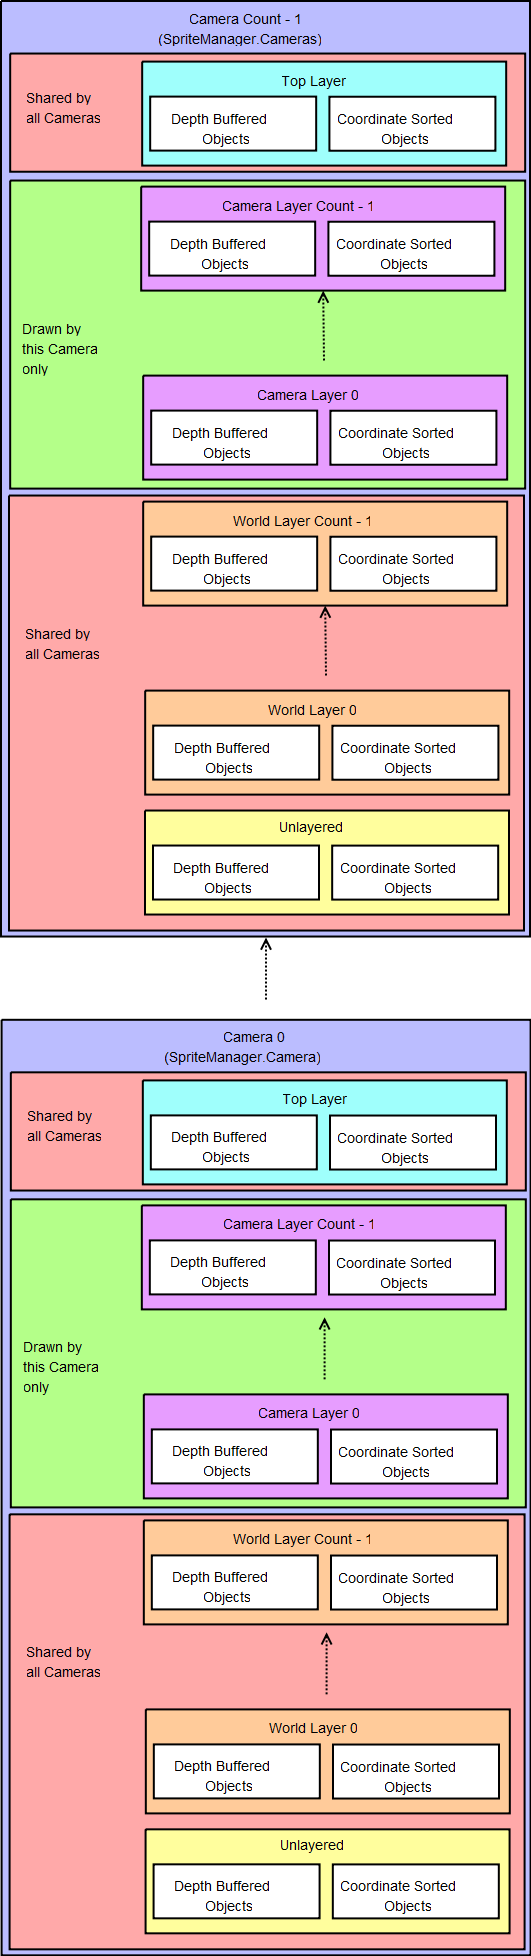 Camera Count - 1
(SpriteManager.Cameras)
Shared by
all Cameras
Top Layer
Depth Buffered
Objects
Coordinate Sorted
Objects
Drawn by
this Camera
only
Camera Layer Count - 1
Depth Buffered
Objects
Coordinate Sorted
Objects
Camera Layer 0
Depth Buffered
Objects
Coordinate Sorted
Objects
Shared by
all Cameras
World Layer Count - 1
Depth Buffered
Objects
Coordinate Sorted
Objects
World Layer 0
Depth Buffered
Objects
Coordinate Sorted
Objects
Unlayered
Depth Buffered
Objects
Coordinate Sorted
Objects
Camera 0
(SpriteManager.Camera)
Shared by
all Cameras
Top Layer
Depth Buffered
Objects
Coordinate Sorted
Objects
Drawn by
this Camera
only
Camera Layer Count - 1
Depth Buffered
Objects
Coordinate Sorted
Objects
Camera Layer 0
Depth Buffered
Objects
Coordinate Sorted
Objects
Shared by
all Cameras
World Layer Count - 1
Depth Buffered
Objects
Coordinate Sorted
Objects
World Layer 0
Depth Buffered
Objects
Coordinate Sorted
Objects
Unlayered
Depth Buffered
Objects
Coordinate Sorted
Objects